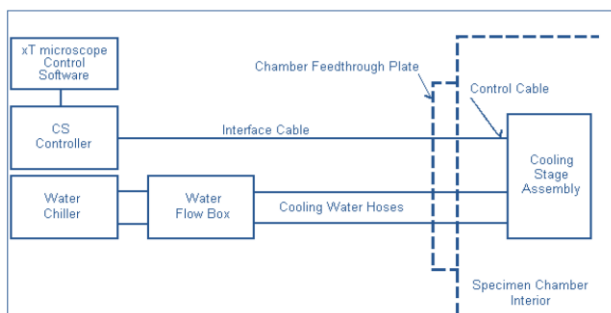 xT microscope
Control
Software
Chamber Feedthrough Plate
Control Cable
CS
Controller
Interface Cable
Cooling
Stage
Assembly
Water
Chiller
Water
Flow Box
Cooling Water Hoses
Specimen Chamber
Interior